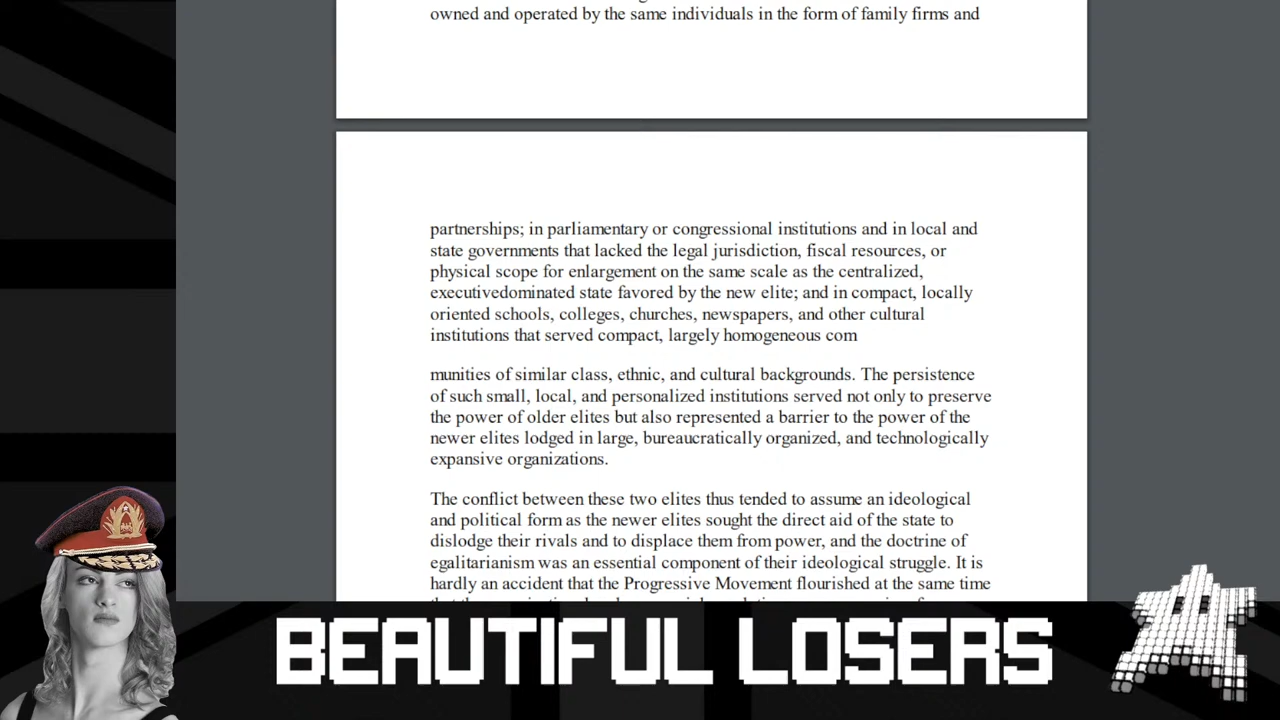 owned and operated by the same individuals in the form of family firms and
partnerships; in parliamentary or congressional institutions and in local and
state governments that lacked the legal jurisdiction, fiscal resources, or
physical scope for enlargement on the same scale as the centralized,
executivedominated state favored by the new elite; and in compact, locally
oriented schools, colleges, churches, newspapers, and other cultural
institutions that served compact, largely homogeneous com
munities of similar class, ethnic, and cultural backgrounds. The persistence
of such small, local, and personalized institutions served not only to preserve
the power of older elites but also represented a barrier to the power of the
newer elites lodged in large, bureaucratically organized, and technologically
expansive organizations.
The conflict between these two elites thus tended to assume an ideological
and political form as the newer elites sought the direct aid of the state to
dislodge their rivals and to displace them from power, and the doctrine of
egalitarianism was an essential component of their ideological struggle. It is
hardly an accident that the Progressive Movement flourished at the same time
BEAUTIFUL LOSERS